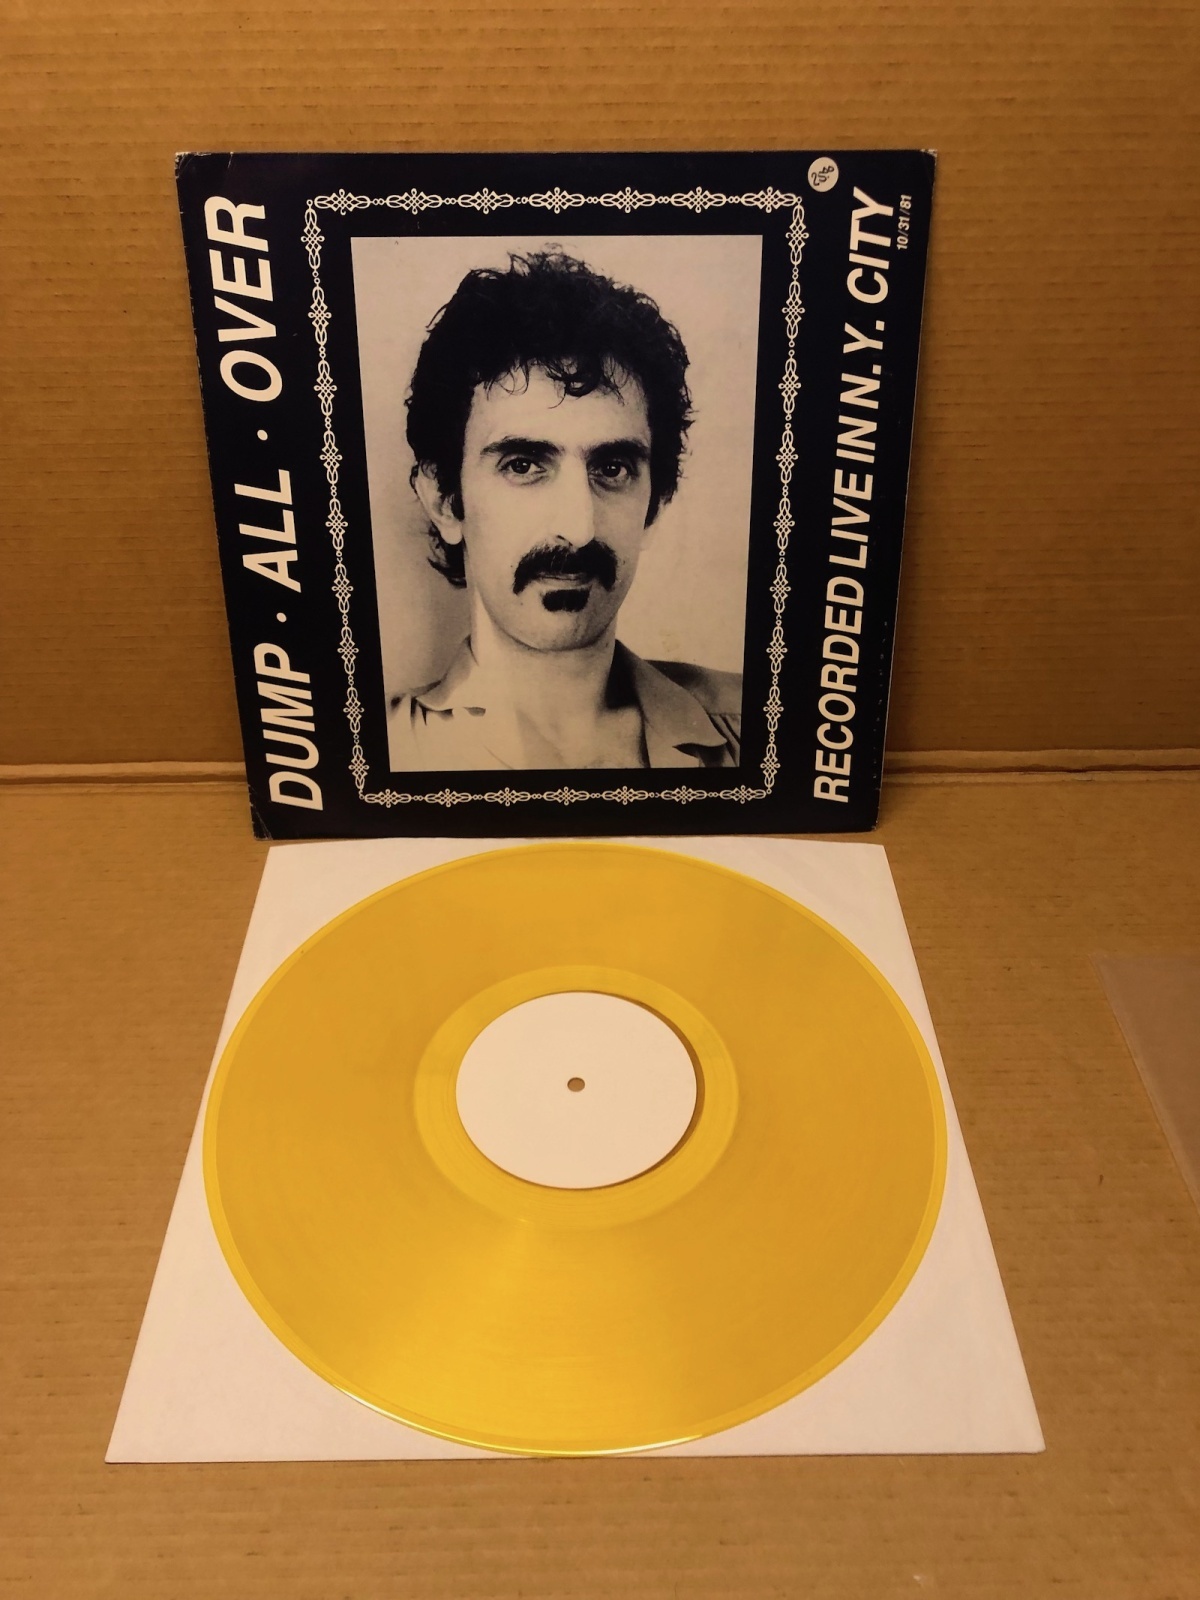 DUMP · ALL · OVER
RECORDED LIVE IN N. Y. CITY
10/31/81